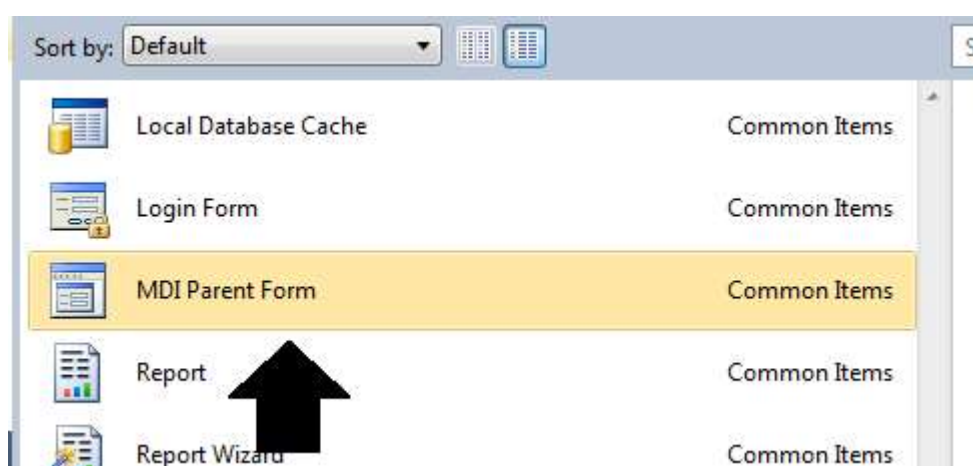 Sort by: Default
Local Database Cache Common Items
Login Form Common Items
MDI Parent Form Common Items
Report Common Items
Report Wizard Common Items